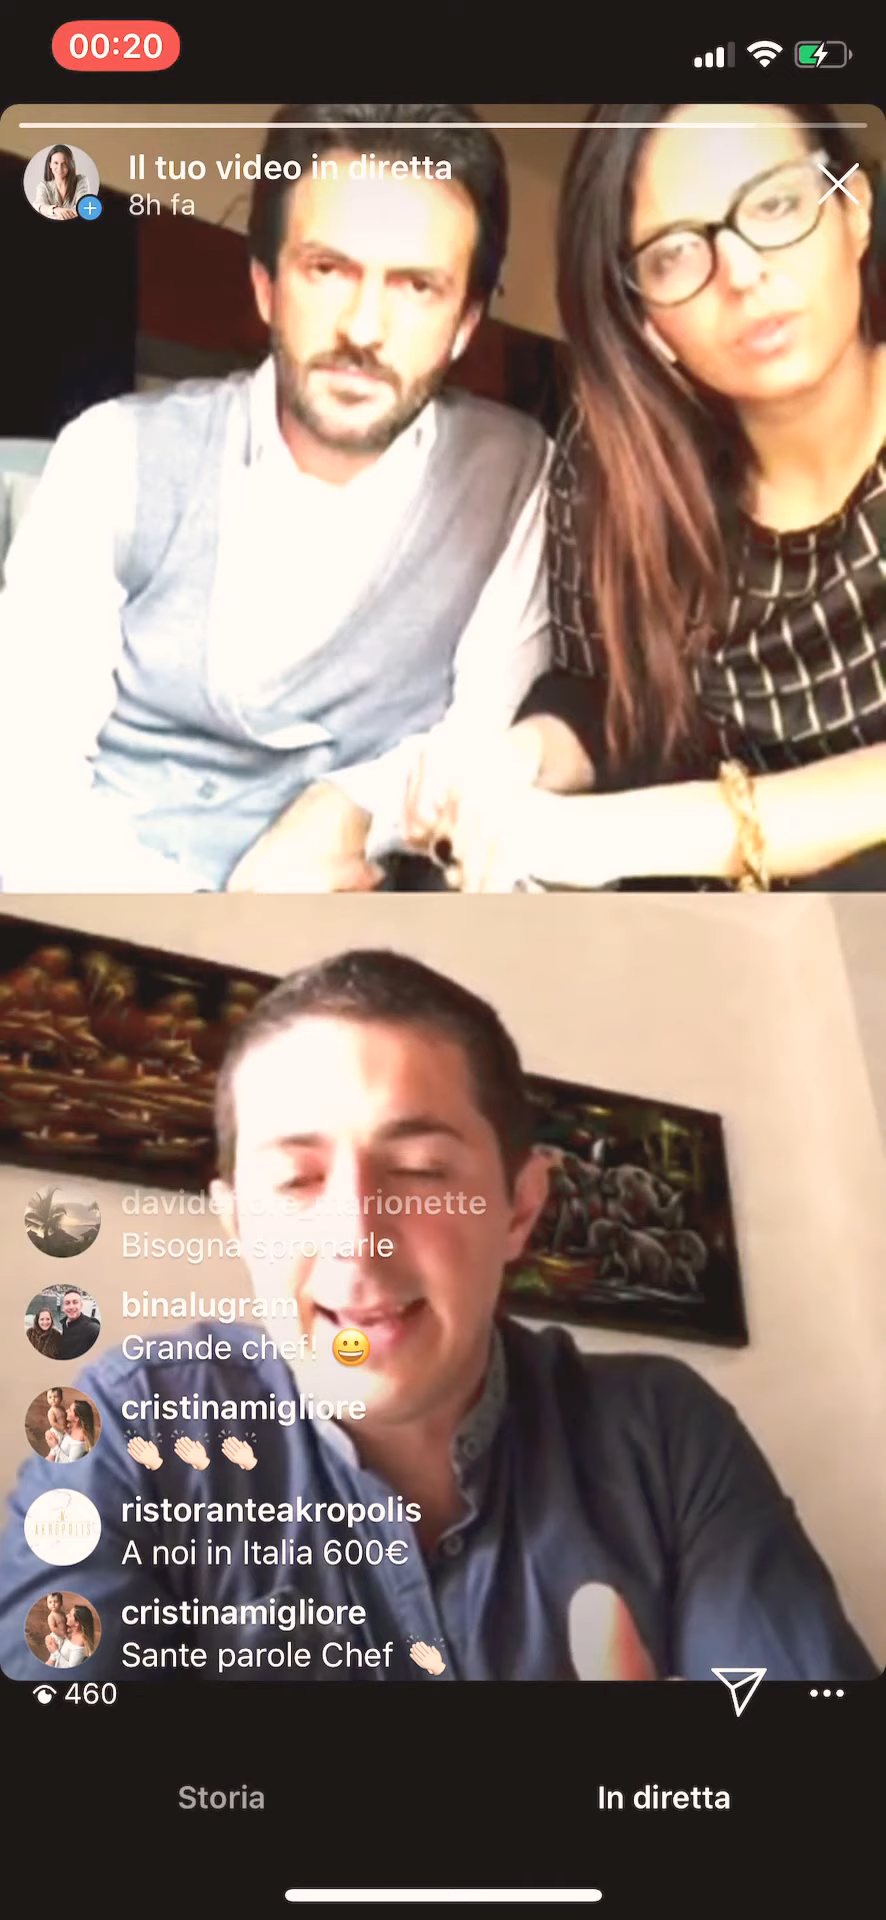 00:20
Il tuo video in diretta
8h fa
Bisogna spronarle
binalugram
Grande chef! 😀
cristinamigliore
👏🏻👏🏻👏🏻
AKROPOLIS
ristoranteakropolis
A noi in Italia 600€
cristinamigliore
Sante parole Chef 👏🏻
460
Storia
In diretta